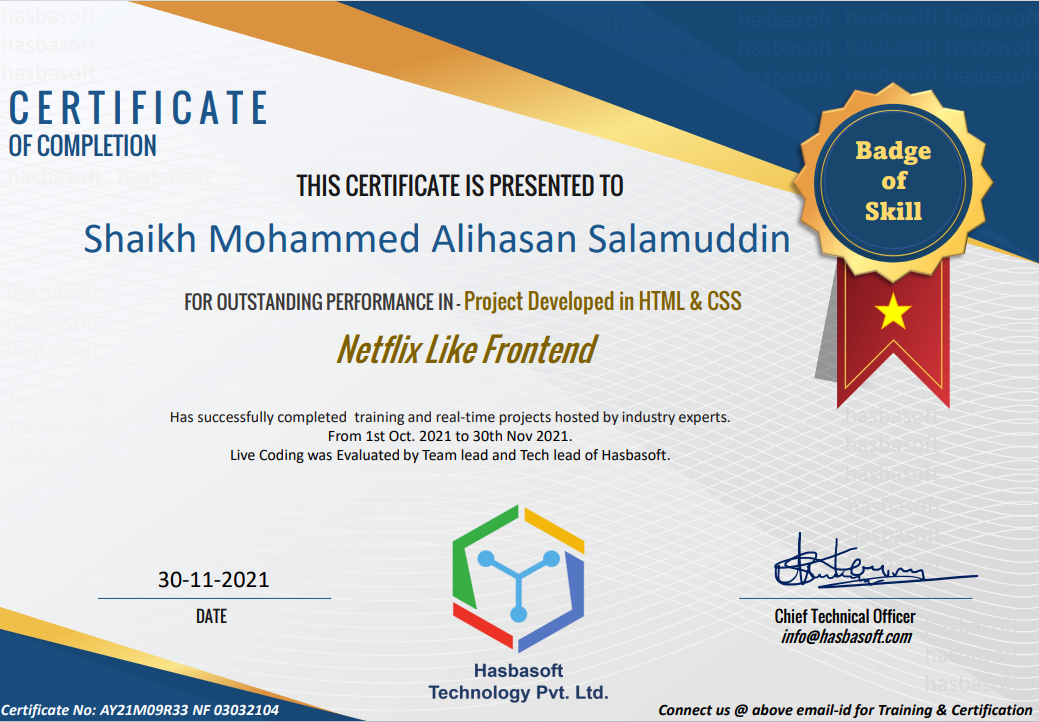 CERTIFICATE
OF COMPLETION
THIS CERTIFICATE IS PRESENTED TO
Shaikh Mohammed Alihasan Salamuddin
FOR OUTSTANDING PERFORMANCE IN - Project Developed in HTML & CSS
Netflix Like Frontend
Badge
of
Skill
Has successfully completed training and real-time projects hosted by industry experts.
From 1st Oct. 2021 to 30th Nov 2021.
Live Coding was Evaluated by Team lead and Tech lead of Hasbasoft.
30-11-2021
DATE
Hasbasoft
Technology Pvt. Ltd.
Chief Technical Officer
info@hasbasoft.com
Certificate No: AY21M09R33 NF 03032104
Connect us @ above email-id for Training & Certification